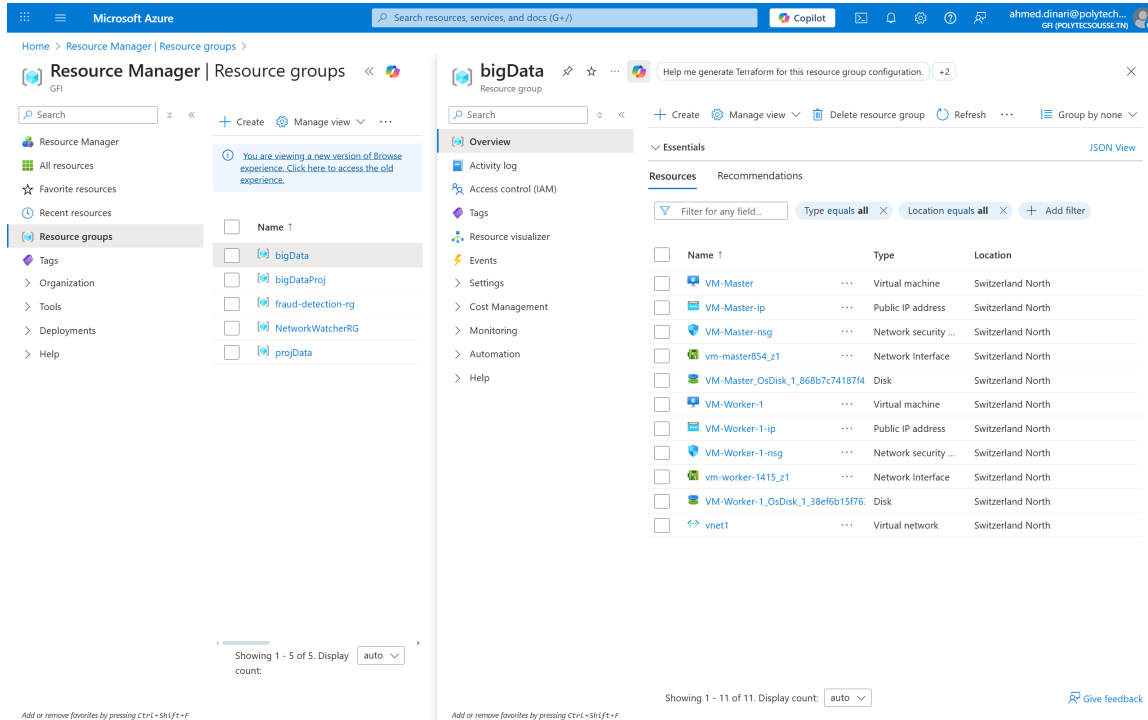 Microsoft Azure
Search resources, services, and docs (G+/)
Copilot
ahmed.dinari@polytech...
GFI (POLYTECSOUSSE.TN)
Home > Resource Manager | Resource groups >
Resource Manager | Resource groups
GFI
Search
Resource Manager
All resources
Favorite resources
Recent resources
Resource groups
Tags
Organization
Tools
Deployments
Help
Add or remove favorites by pressing Ctrl+Shift+F
Create
Manage view
...
You are viewing a new version of Browse
experience. Click here to access the old
experience.
Name ↑
bigData
bigDataProj
fraud-detection-rg
NetworkWatcherRG
projData
Showing 1 - 5 of 5. Display
count:
auto
bigData
...
Resource group
Help me generate Terraform for this resource group configuration.
+2
Search
Overview
Activity log
Access control (IAM)
Tags
Resource visualizer
Events
Settings
Cost Management
Monitoring
Automation
Help
Add or remove favorites by pressing Ctrl+Shift+F
Create
Manage view
Delete resource group
Refresh
...
Group by none
Essentials
JSON View
Resources
Recommendations
Filter for any field...
Type equals all
Location equals all
Add filter
Name ↑ Type Location
VM-Master ... Virtual machine Switzerland North
VM-Master-ip ... Public IP address Switzerland North
VM-Master-nsg ... Network security ... Switzerland North
vm-master854_z1 ... Network Interface Switzerland North
VM-Master_OsDisk_1_868b7c74187f4 Disk Switzerland North
VM-Worker-1 ... Virtual machine Switzerland North
VM-Worker-1-ip ... Public IP address Switzerland North
VM-Worker-1-nsg ... Network security ... Switzerland North
vm-worker-1415_z1 ... Network Interface Switzerland North
VM-Worker-1_OsDisk_1_38ef6b15f76: Disk Switzerland North
vnet1 ... Virtual network Switzerland North
Showing 1 - 11 of 11. Display count:
auto
Give feedback